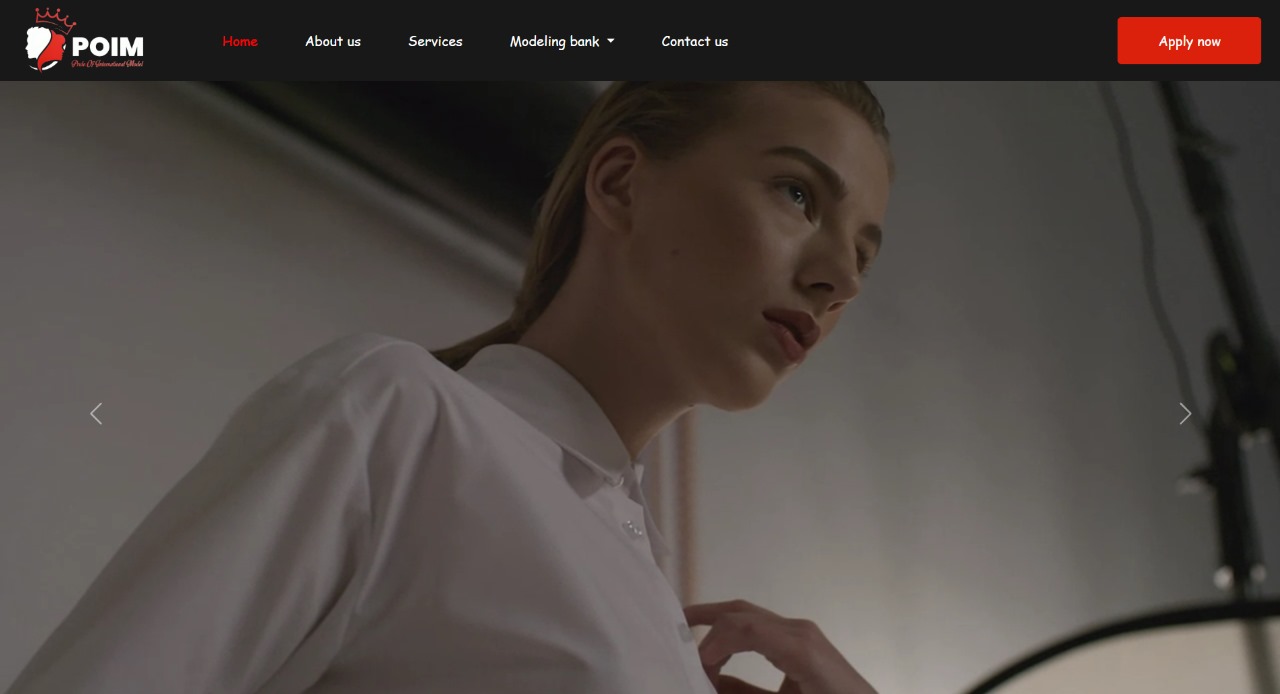 POIM
Pride Of International Model
Home
About us
Services
Modeling bank
Contact us
Apply now